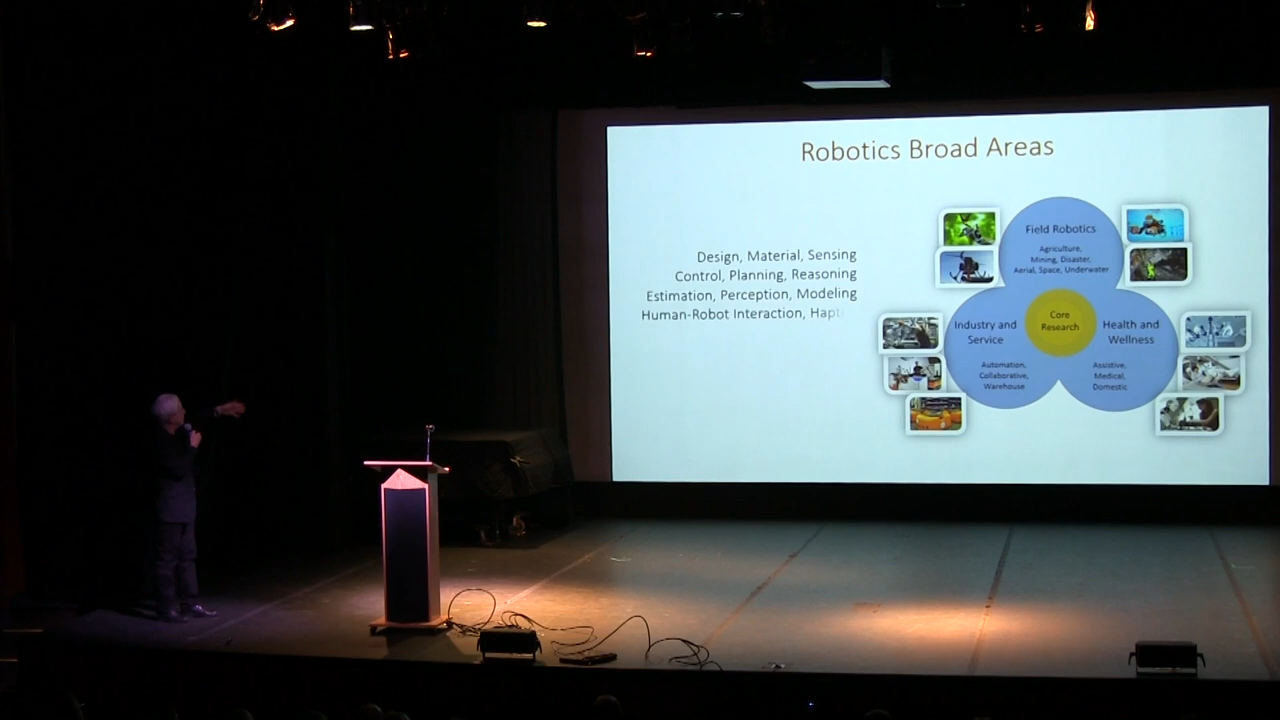 Robotics Broad Areas
Design, Material, Sensing
Control, Planning, Reasoning
Estimation, Perception, Modeling
Human-Robot Interaction, Hapti
Field Robotics
Agriculture,
Mining, Disaster,
Aerial, Space, Underwater
Core
Research
Industry and
Service
Automation,
Collaborative,
Warehouse
Health and
Wellness
Assistive,
Medical,
Domestic